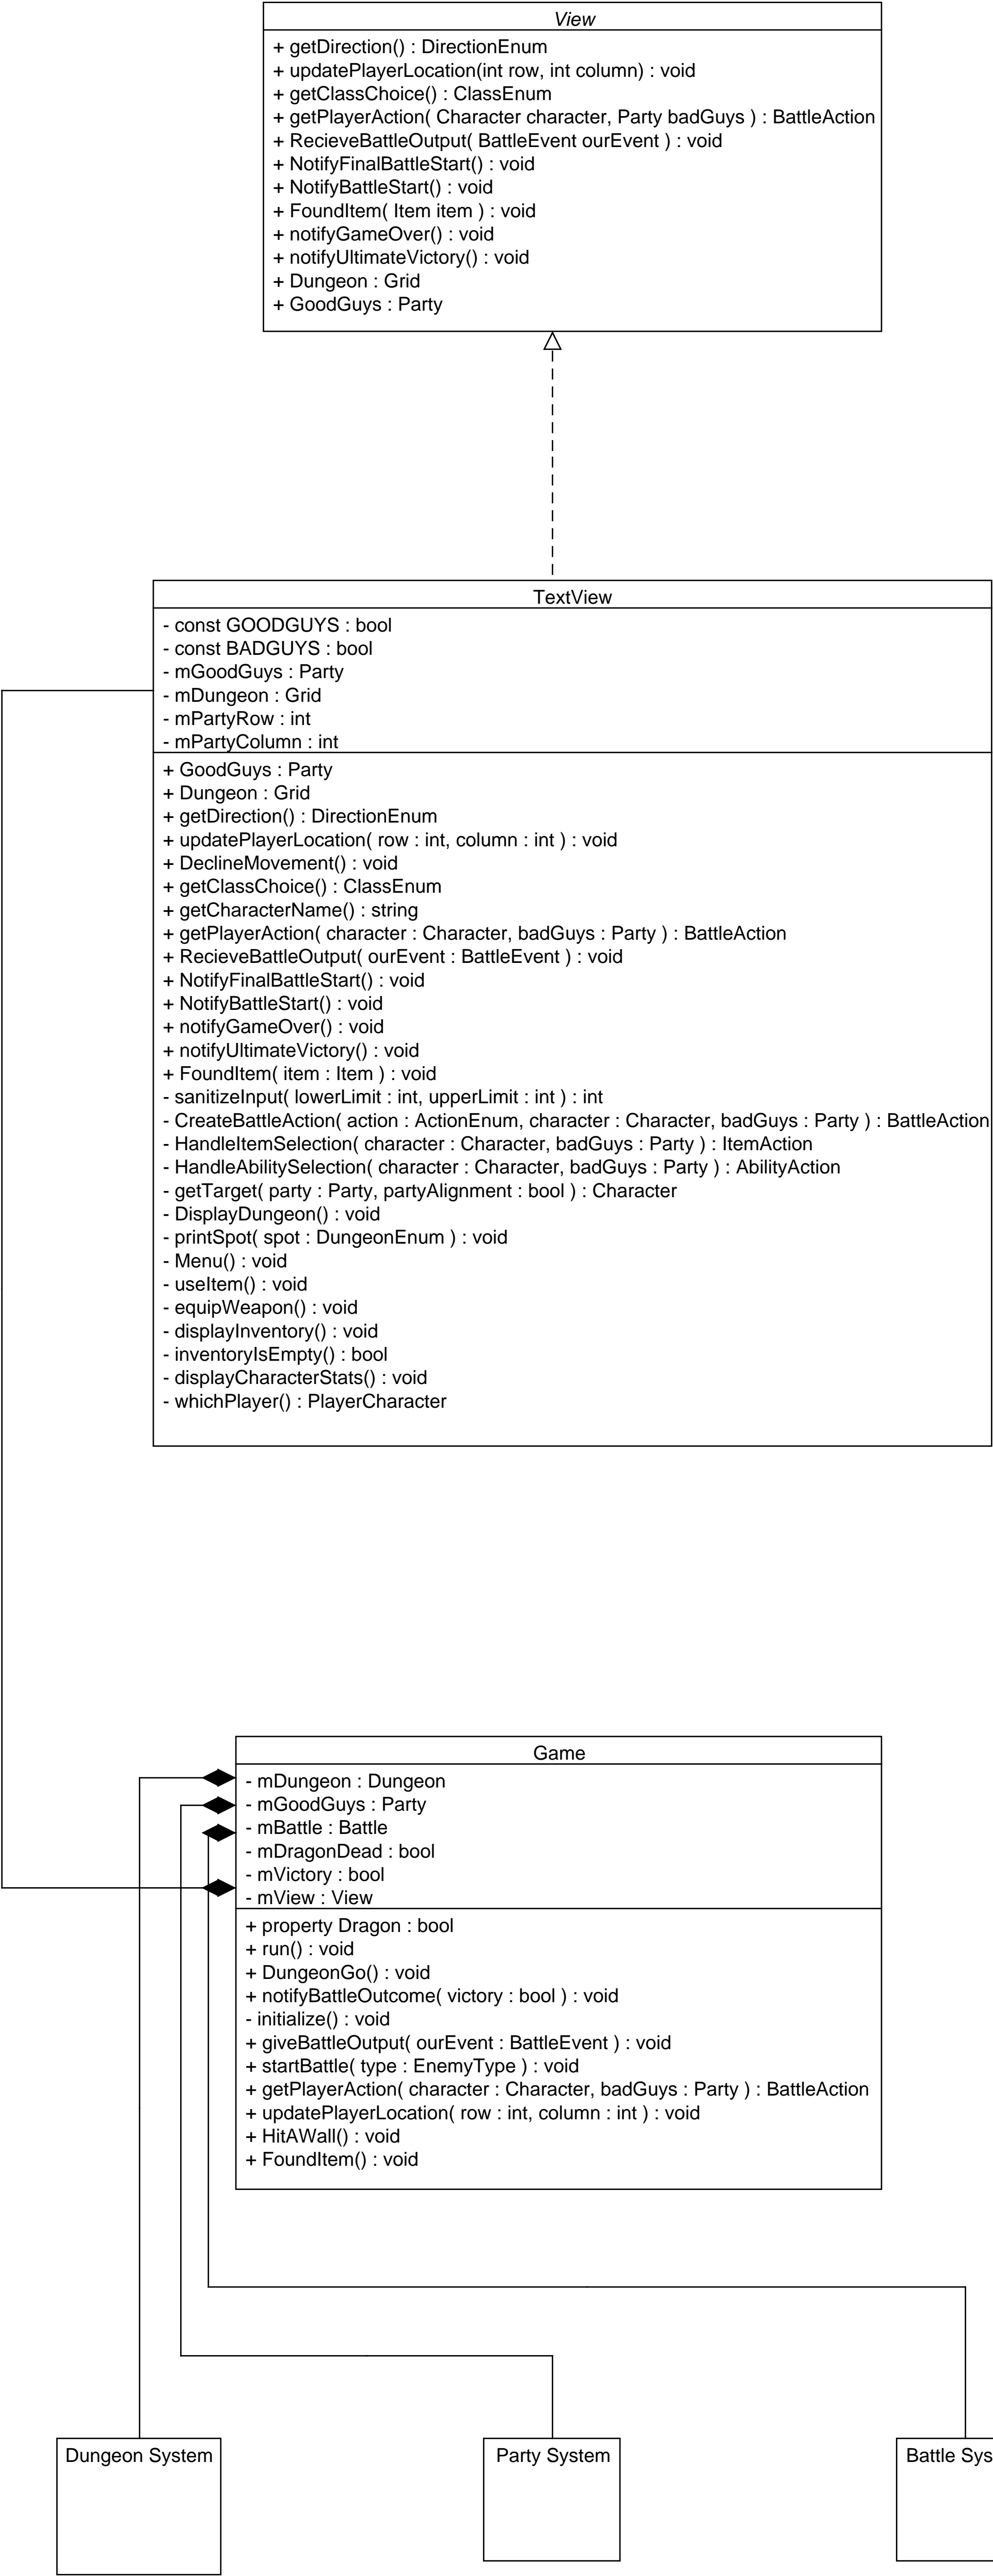 View
+ getDirection() : DirectionEnum
+ updatePlayerLocation(int row, int column) : void
+ getClassChoice() : ClassEnum
+ getPlayerAction( Character character, Party badGuys ) : BattleAction
+ RecieveBattleOutput( BattleEvent ourEvent ) : void
+ NotifyFinalBattleStart() : void
+ NotifyBattleStart() : void
+ FoundItem( Item item ) : void
+ notifyGameOver() : void
+ notifyUltimateVictory() : void
+ Dungeon : Grid
+ GoodGuys : Party
TextView
- const GOODGUYS : bool
- const BADGUYS : bool
- mGoodGuys : Party
- mDungeon : Grid
- mPartyRow : int
- mPartyColumn : int
+ GoodGuys : Party
+ Dungeon : Grid
+ getDirection() : DirectionEnum
+ updatePlayerLocation( row : int, column : int ) : void
+ DeclineMovement() : void
+ getClassChoice() : ClassEnum
+ getCharacterName() : string
+ getPlayerAction( character : Character, badGuys : Party ) : BattleAction
+ RecieveBattleOutput( ourEvent : BattleEvent ) : void
+ NotifyFinalBattleStart() : void
+ NotifyBattleStart() : void
+ notifyGameOver() : void
+ notifyUltimateVictory() : void
+ FoundItem( item : Item ) : void
- sanitizeInput( lowerLimit : int, upperLimit : int ) : int
- CreateBattleAction( action : ActionEnum, character : Character, badGuys : Party ) : BattleAction
- HandleItemSelection( character : Character, badGuys : Party ) : ItemAction
- HandleAbilitySelection( character : Character, badGuys : Party ) : AbilityAction
- getTarget( party : Party, partyAlignment : bool ) : Character
- DisplayDungeon() : void
- printSpot( spot : DungeonEnum ) : void
- Menu() : void
- useItem() : void
- equipWeapon() : void
- displayInventory() : void
- inventoryIsEmpty() : bool
- displayCharacterStats() : void
- whichPlayer() : PlayerCharacter
Game
- mDungeon : Dungeon
- mGoodGuys : Party
- mBattle : Battle
- mDragonDead : bool
- mVictory : bool
- mView : View
+ property Dragon : bool
+ run() : void
+ DungeonGo() : void
+ notifyBattleOutcome( victory : bool ) : void
- initialize() : void
+ giveBattleOutput( ourEvent : BattleEvent ) : void
+ startBattle( type : EnemyType ) : void
+ getPlayerAction( character : Character, badGuys : Party ) : BattleAction
+ updatePlayerLocation( row : int, column : int ) : void
+ HitAWall() : void
+ FoundItem() : void
Dungeon System
Party System
Battle Sys